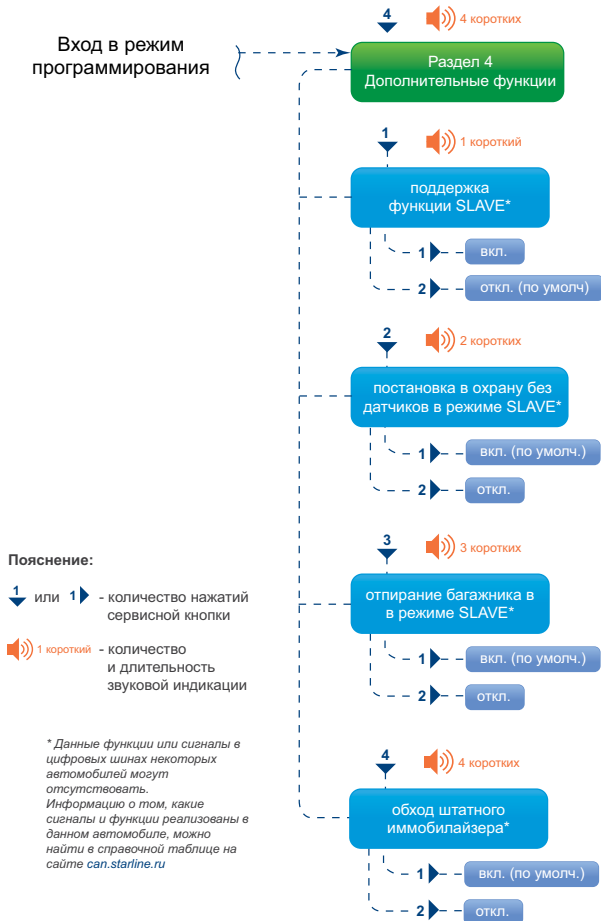 4
4 коротких
Вход в режим
программирования
Раздел 4
Дополнительные функции
1
1 короткий
поддержка
функции SLAVE*
1
вкл.
2
откл. (по умолч)
2
2 коротких
постановка в охрану без
датчиков в режиме SLAVE*
1
вкл. (по умолч.)
2
откл.
3
3 коротких
отпирание багажника в
в режиме SLAVE*
1
вкл. (по умолч.)
2
откл.
4
4 коротких
обход штатного
иммобилайзера*
1
вкл. (по умолч.)
2
откл.
Пояснение:
1 или 1 - количество нажатий
сервисной кнопки
1 короткий - количество
и длительность
звуковой индикации
* Данные функции или сигналы в
цифровых шинах некоторых
автомобилей могут
отсутствовать.
Информацию о том, какие
сигналы и функции реализованы в
данном автомобиле, можно
найти в справочной таблице на
сайте can.starline.ru